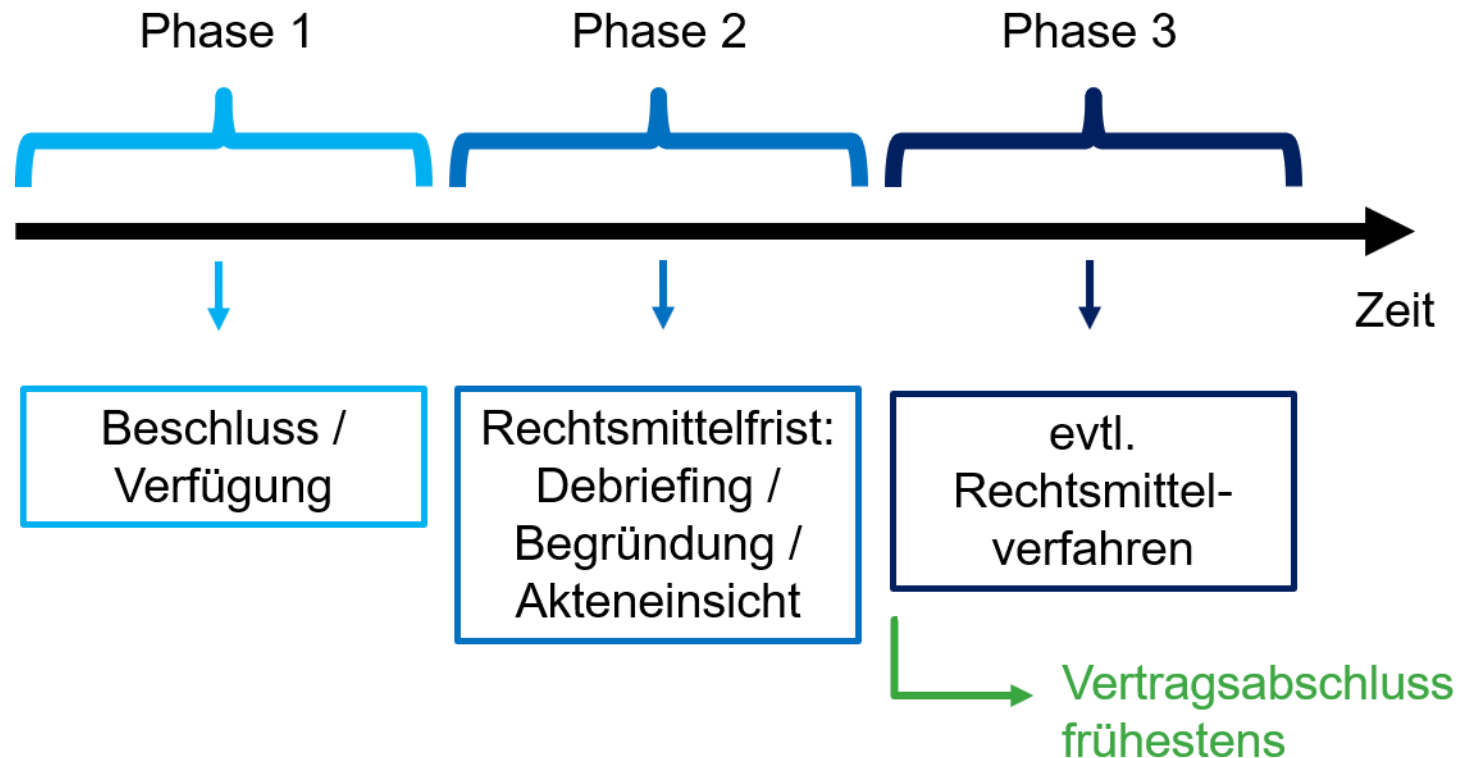 Phase 1
Phase 2
Phase 3
Zeit
Beschluss /
Verfügung
Rechtsmittelfrist:
Debriefing /
Begründung /
Akteneinsicht
evtl.
Rechtsmittel-
verfahren
Vertragsabschluss
frühestens